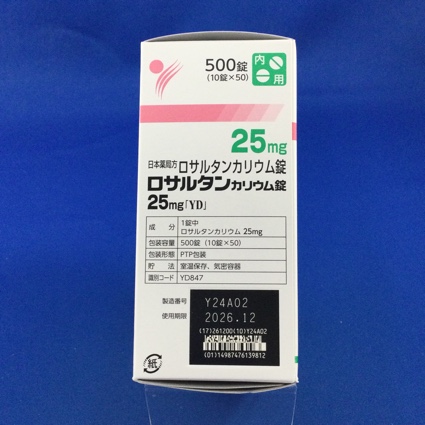 500錠
(10錠×50)
内
用
25mg
日本薬局方 ロサルタンカリウム錠
ロサルタンカリウム錠
25mg「YD」
成分 1錠中
ロサルタンカリウム 25mg
包装容量 500錠(10錠×50)
包装形態 PTP包装
貯法 室温保存、気密容器
識別コード YD847
製造番号 Y24A02
使用期限 2026.12
(17)261200(10)Y24A02
(01)14987476139812
紙